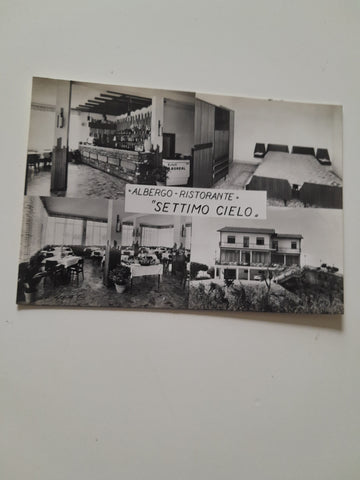 ALBERGO - RISTORANTE
"SETTIMO CIELO"